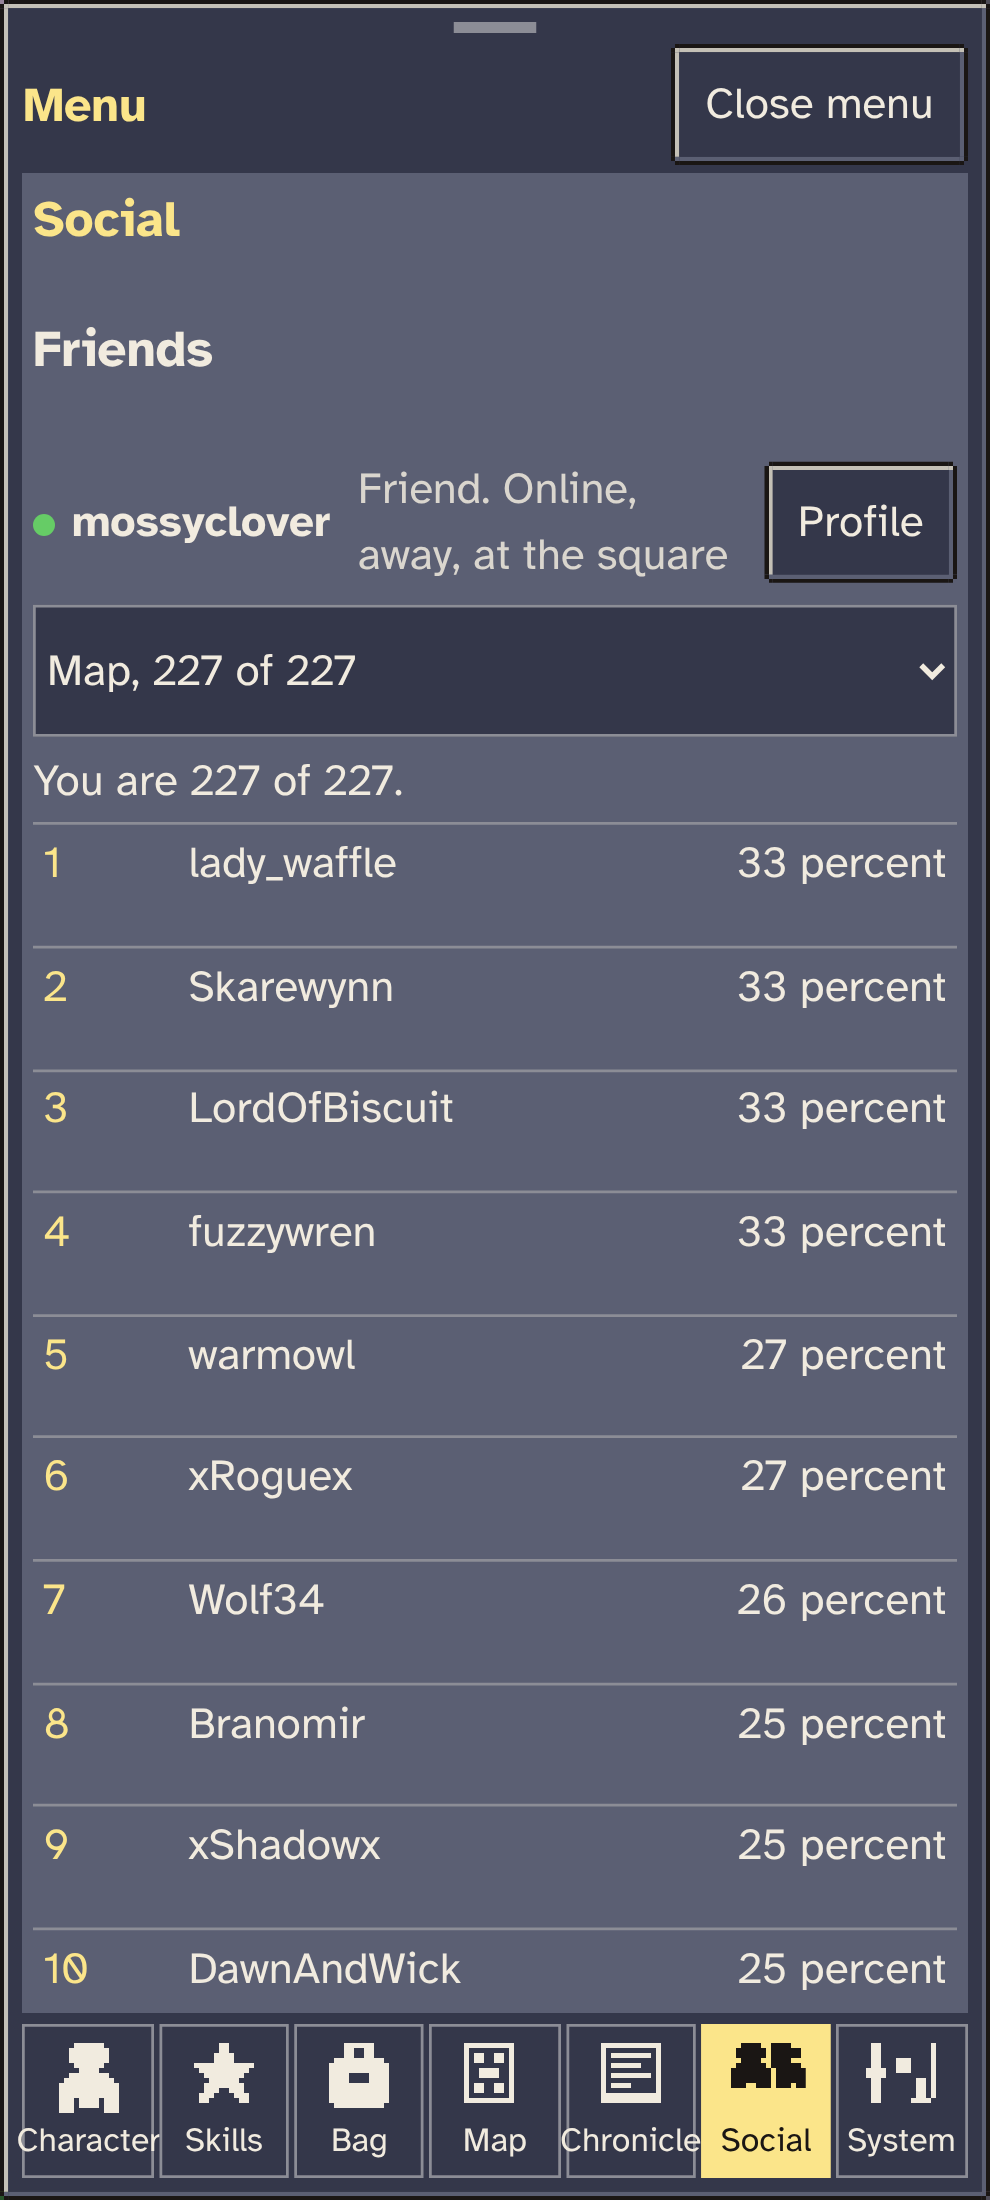 Menu
Close menu
Social
Friends
mossyclover
Friend. Online,
away, at the square
Profile
Map, 227 of 227
You are 227 of 227.
1 lady_waffle 33 percent
2 Skarewynn 33 percent
3 LordOfBiscuit 33 percent
4 fuzzywren 33 percent
5 warmowl 27 percent
6 xRoguex 27 percent
7 Wolf34 26 percent
8 Branomir 25 percent
9 xShadowx 25 percent
10 DawnAndWick 25 percent
Character Skills Bag Map Chronicle Social System